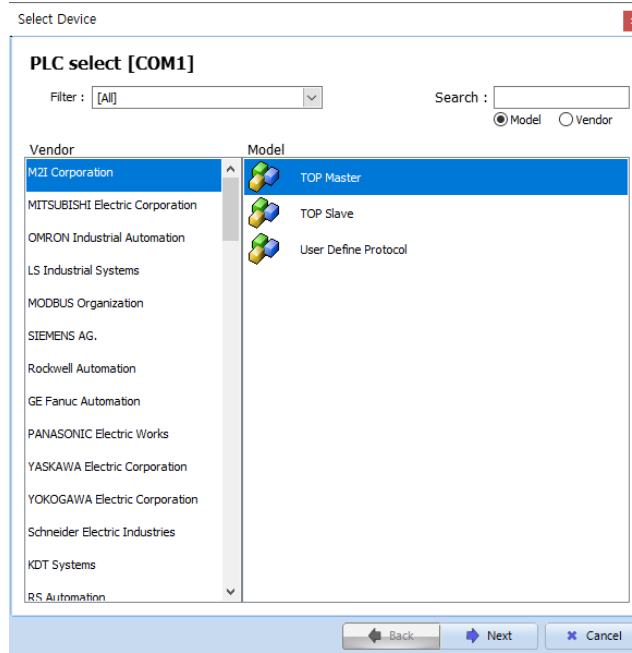 Select Device
PLC select [COM1]
Filter : [All]
Search :
Model Vendor
Vendor
M2I Corporation
MITSUBISHI Electric Corporation
OMRON Industrial Automation
LS Industrial Systems
MODBUS Organization
SIEMENS AG.
Rockwell Automation
GE Fanuc Automation
PANASONIC Electric Works
YASKAWA Electric Corporation
YOKOGAWA Electric Corporation
Schneider Electric Industries
KDT Systems
RS Automation
Model
TOP Master
TOP Slave
User Define Protocol
Back Next Cancel